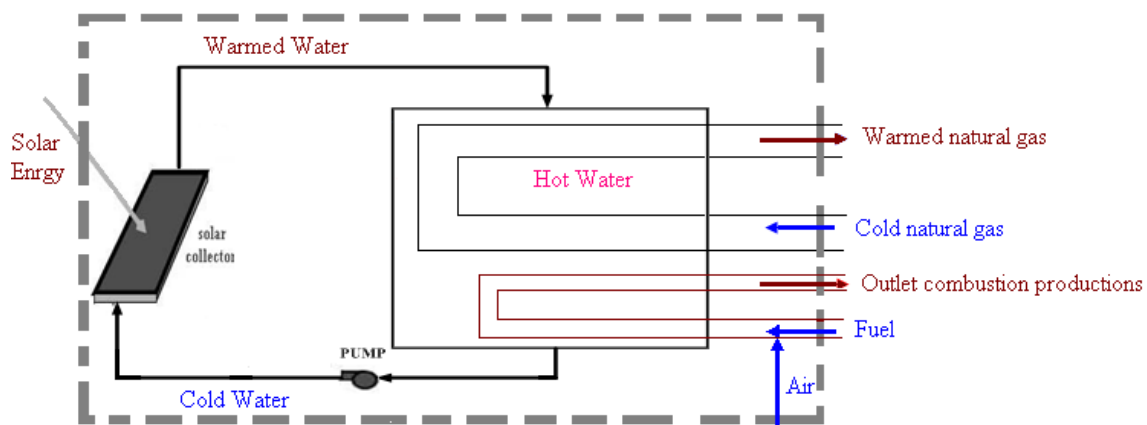 Warmed Water
Solar
Enrgy
solar
collector
Hot Water
Warmed natural gas
Cold natural gas
Outlet combustion productions
Fuel
Air
PUMP
Cold Water